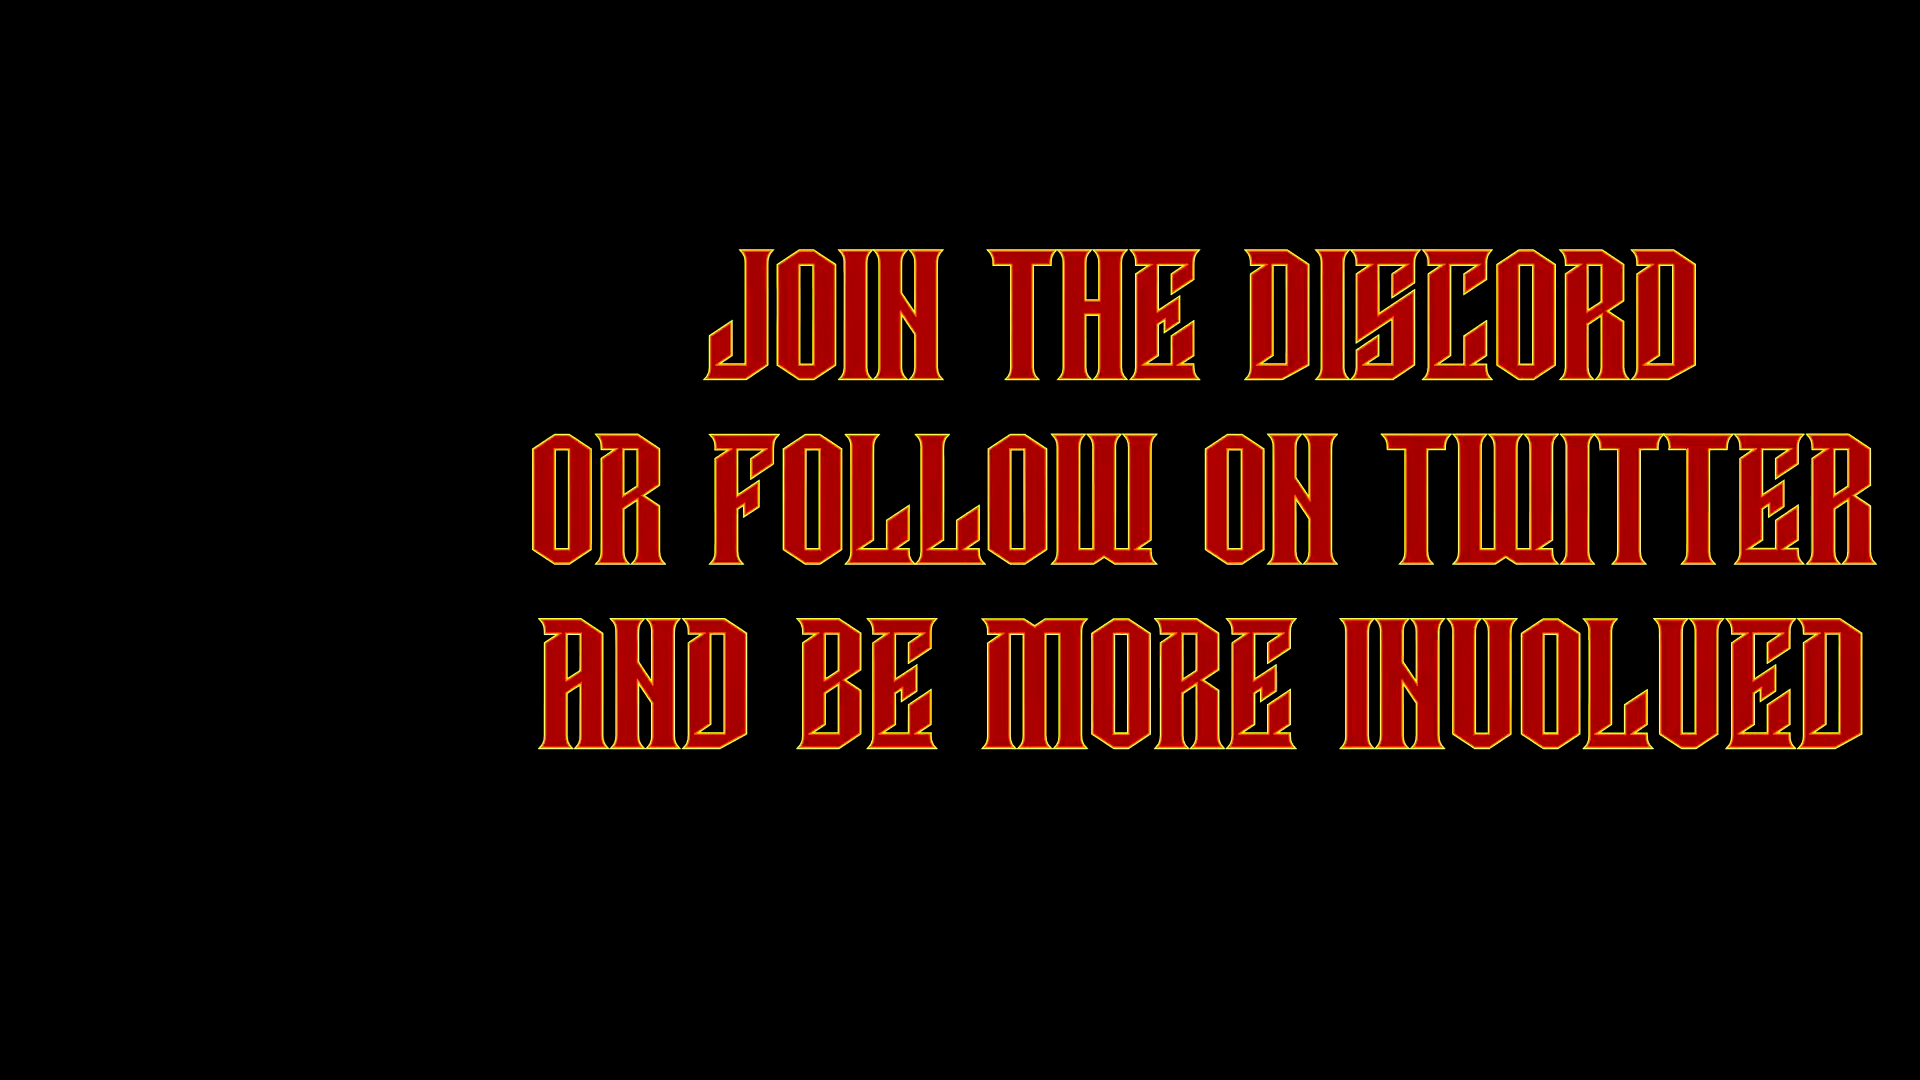 JOIN THE DISCORD
OR FOLLOW ON TWITTER
AND BE MORE INVOLVED